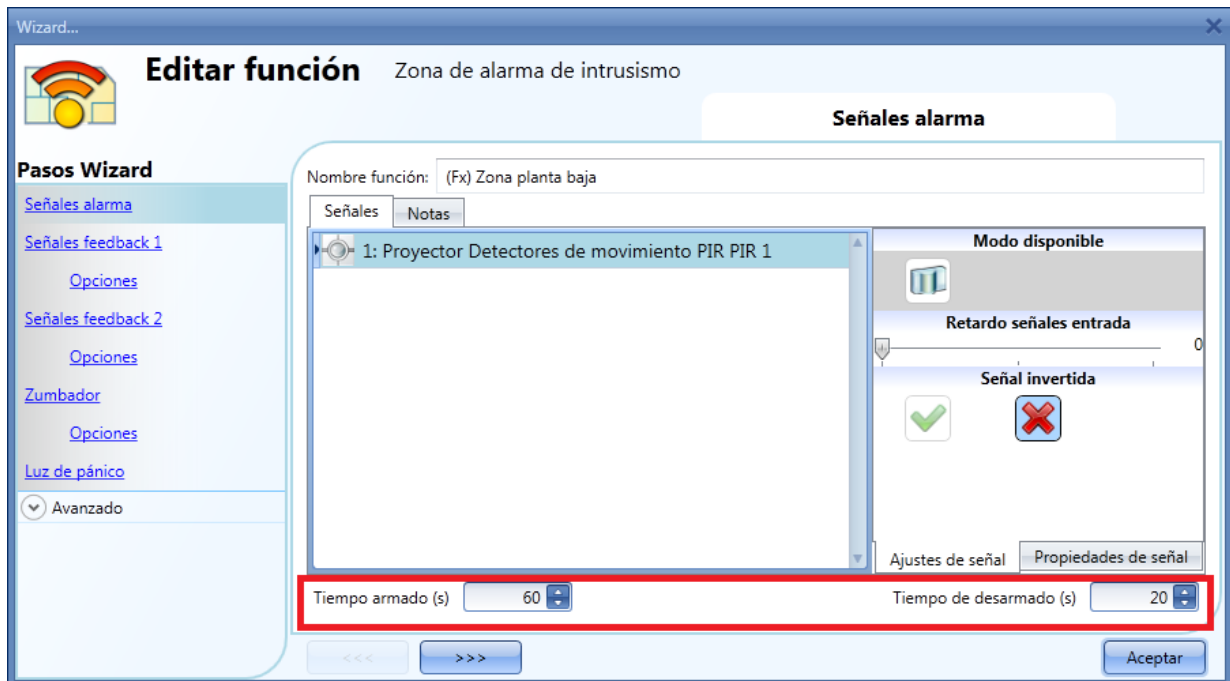 Wizard...
Editar función Zona de alarma de intrusismo
Señales alarma
Pasos Wizard
Señales alarma
Señales feedback 1
Opciones
Señales feedback 2
Opciones
Zumbador
Opciones
Luz de pánico
Avanzado
Nombre función: (Fx) Zona planta baja
Señales Notas
1: Proyector Detectores de movimiento PIR PIR 1
Modo disponible
Retardo señales entrada
0
Señal invertida
Ajustes de señal Propiedades de señal
Tiempo armado (s) 60 Tiempo de desarmado (s) 20
<<< >>> Aceptar